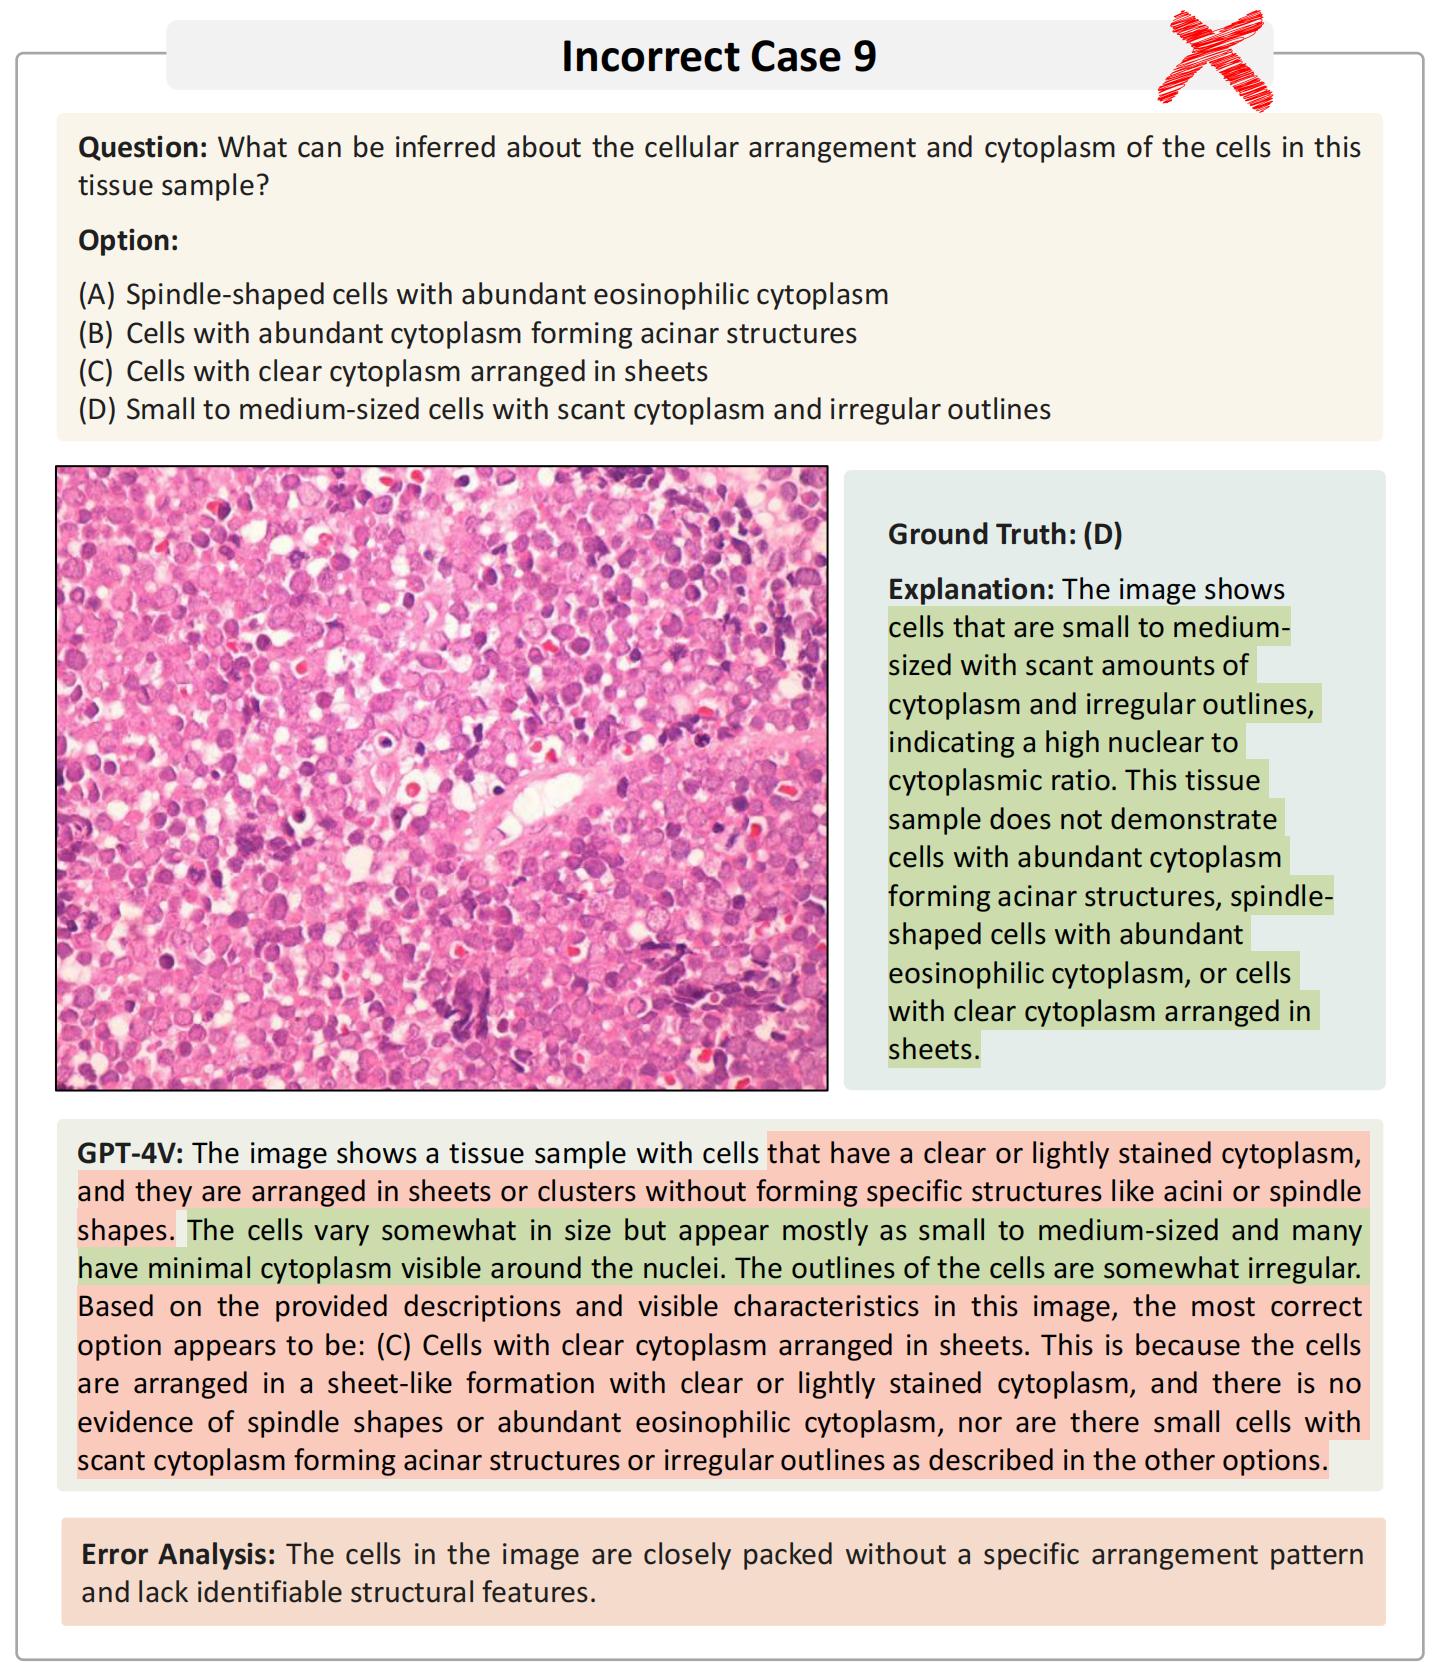 Incorrect Case 9
Question: What can be inferred about the cellular arrangement and cytoplasm of the cells in this
tissue sample?
Option:
(A) Spindle-shaped cells with abundant eosinophilic cytoplasm
(B) Cells with abundant cytoplasm forming acinar structures
(C) Cells with clear cytoplasm arranged in sheets
(D) Small to medium-sized cells with scant cytoplasm and irregular outlines
Ground Truth: (D)
Explanation: The image shows
cells that are small to medium-
sized with scant amounts of
cytoplasm and irregular outlines,
indicating a high nuclear to
cytoplasmic ratio. This tissue
sample does not demonstrate
cells with abundant cytoplasm
forming acinar structures, spindle-
shaped cells with abundant
eosinophilic cytoplasm, or cells
with clear cytoplasm arranged in
sheets.
GPT-4V: The image shows a tissue sample with cells that have a clear or lightly stained cytoplasm,
and they are arranged in sheets or clusters without forming specific structures like acini or spindle
shapes. The cells vary somewhat in size but appear mostly as small to medium-sized and many
have minimal cytoplasm visible around the nuclei. The outlines of the cells are somewhat irregular.
Based on the provided descriptions and visible characteristics in this image, the most correct
option appears to be: (C) Cells with clear cytoplasm arranged in sheets. This is because the cells
are arranged in a sheet-like formation with clear or lightly stained cytoplasm, and there is no
evidence of spindle shapes or abundant eosinophilic cytoplasm, nor are there small cells with
scant cytoplasm forming acinar structures or irregular outlines as described in the other options.
Error Analysis: The cells in the image are closely packed without a specific arrangement pattern
and lack identifiable structural features.